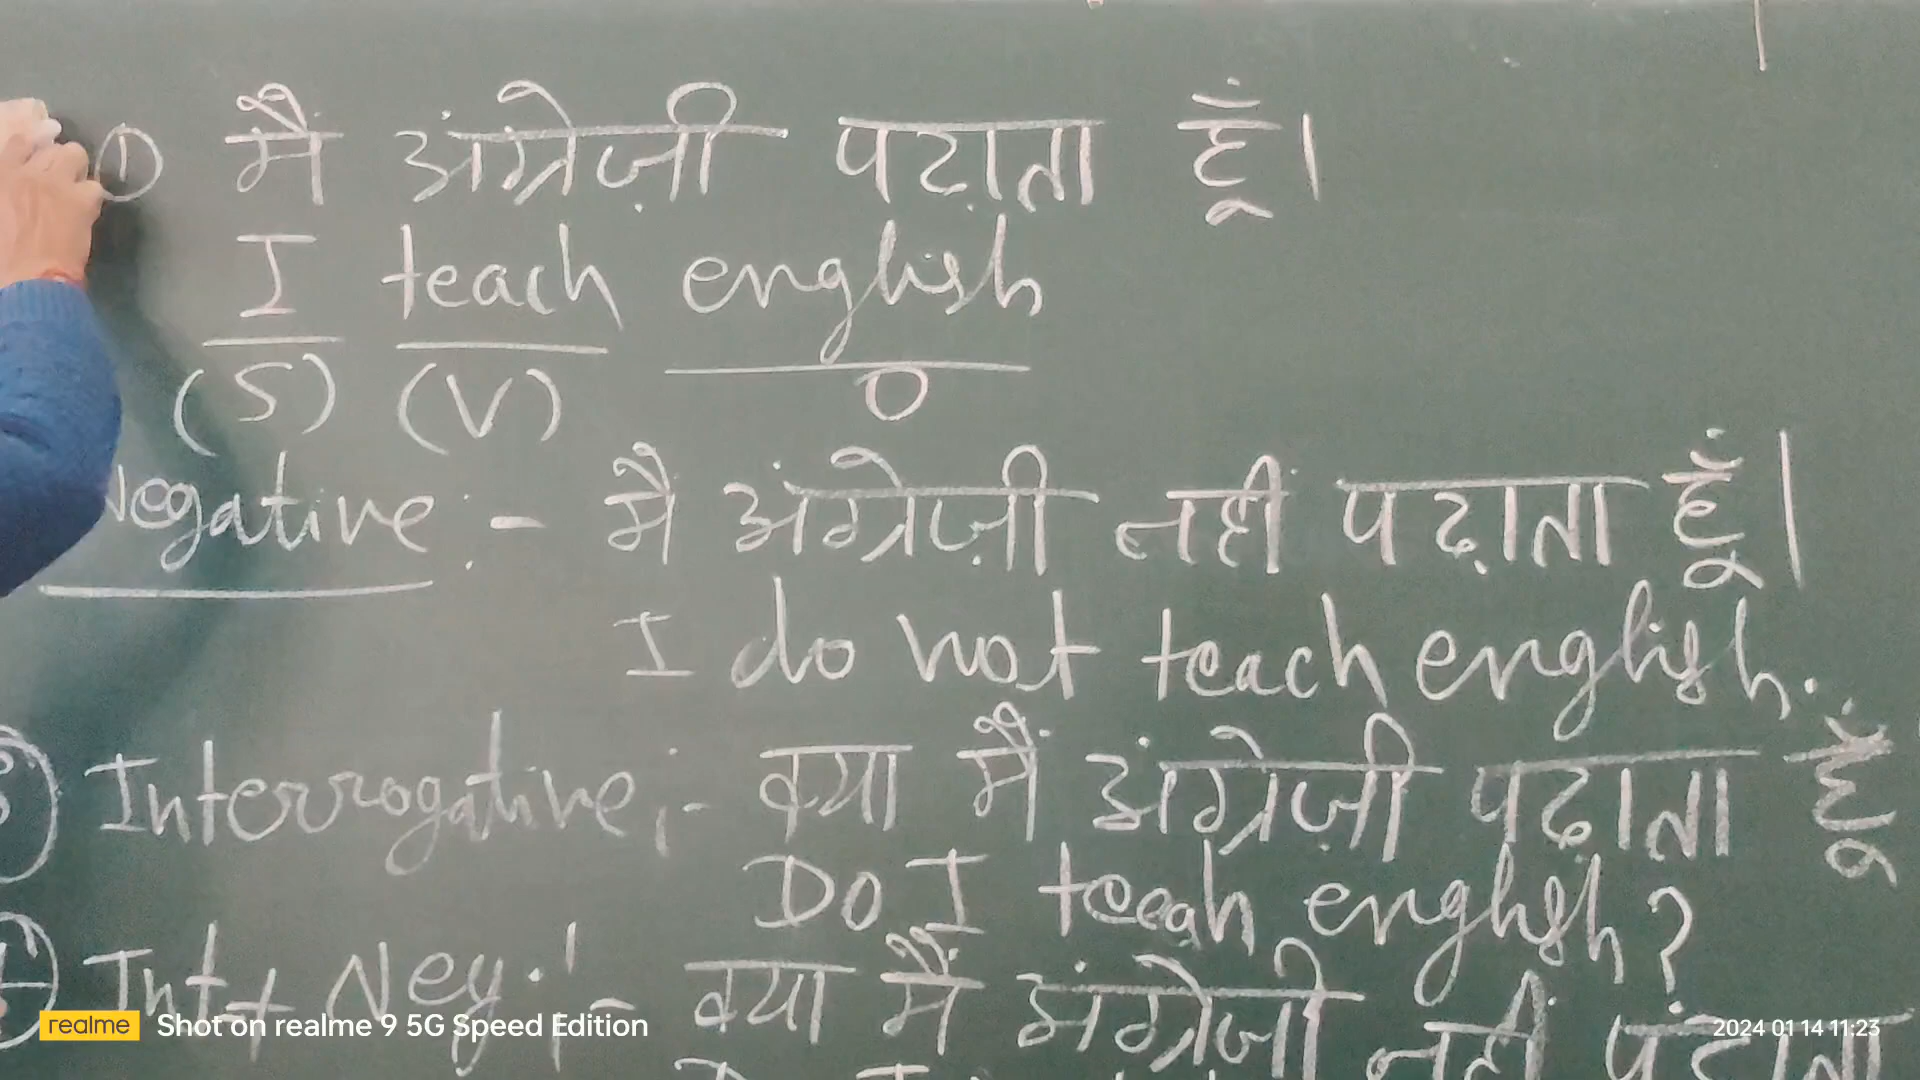 ① मैं अंग्रेज़ी पढ़ाता हूँ।
I teach english
(S) (V) O
Negative :- मैं अंग्रेज़ी नहीं पढ़ाता हूँ।
I do not teach english.
③ Interrogative :- क्या मैं अंग्रेज़ी पढ़ाता हूँ
Do I teach english?
Int + Neg :- क्या मैं अंग्रेज़ी नहीं पढ़ाता
realme Shot on realme 9 5G Speed Edition
2024 01 14 11:23